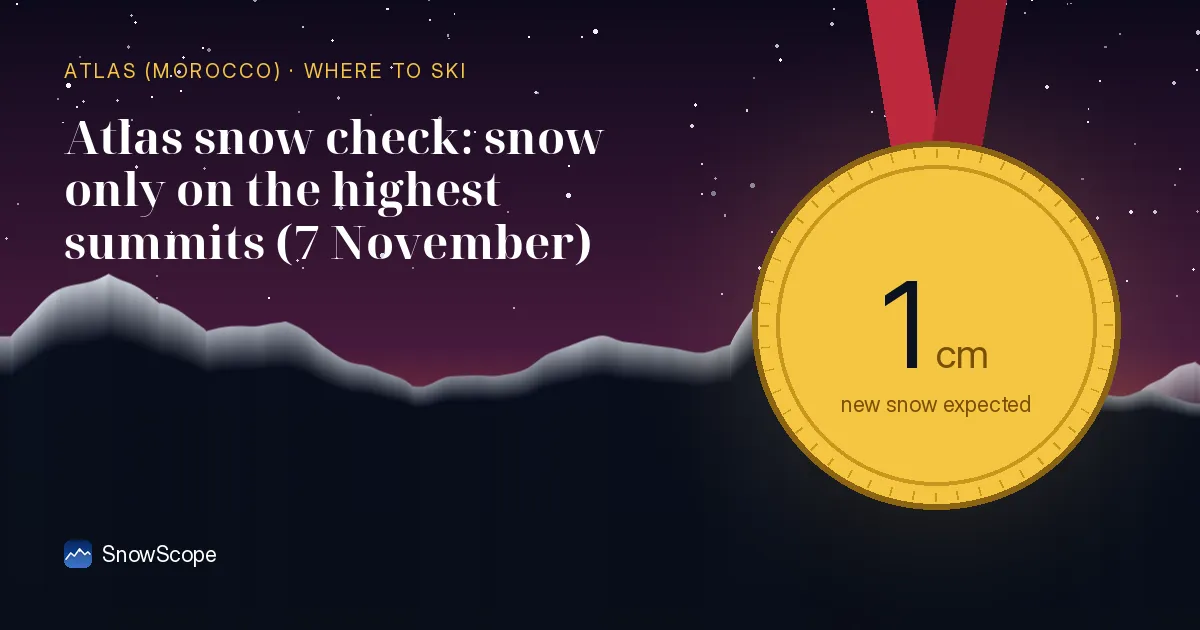 ATLAS (MOROCCO) · WHERE TO SKI
Atlas snow check: snow
only on the highest
summits (7 November)
1 cm
new snow expected
SnowScope